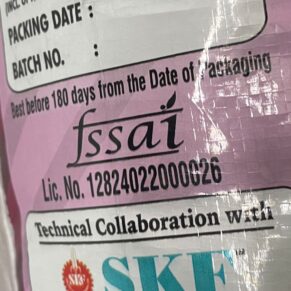 PACKING DATE :
BATCH NO. :
Best before 180 days from the Date of Packaging
fssai
Lic. No. 12824022000026
Technical Collaboration with
SKF